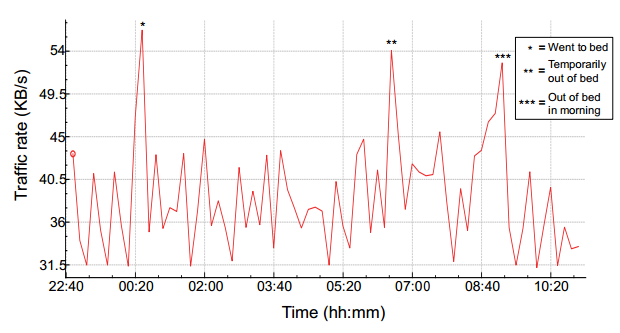 *
**
***
* = Went to bed
** = Temporarily
out of bed
*** = Out of bed
in morning
Traffic rate (KB/s)
54
49.5
45
40.5
36
31.5
22:40 00:20 02:00 03:40 05:20 07:00 08:40 10:20
Time (hh:mm)